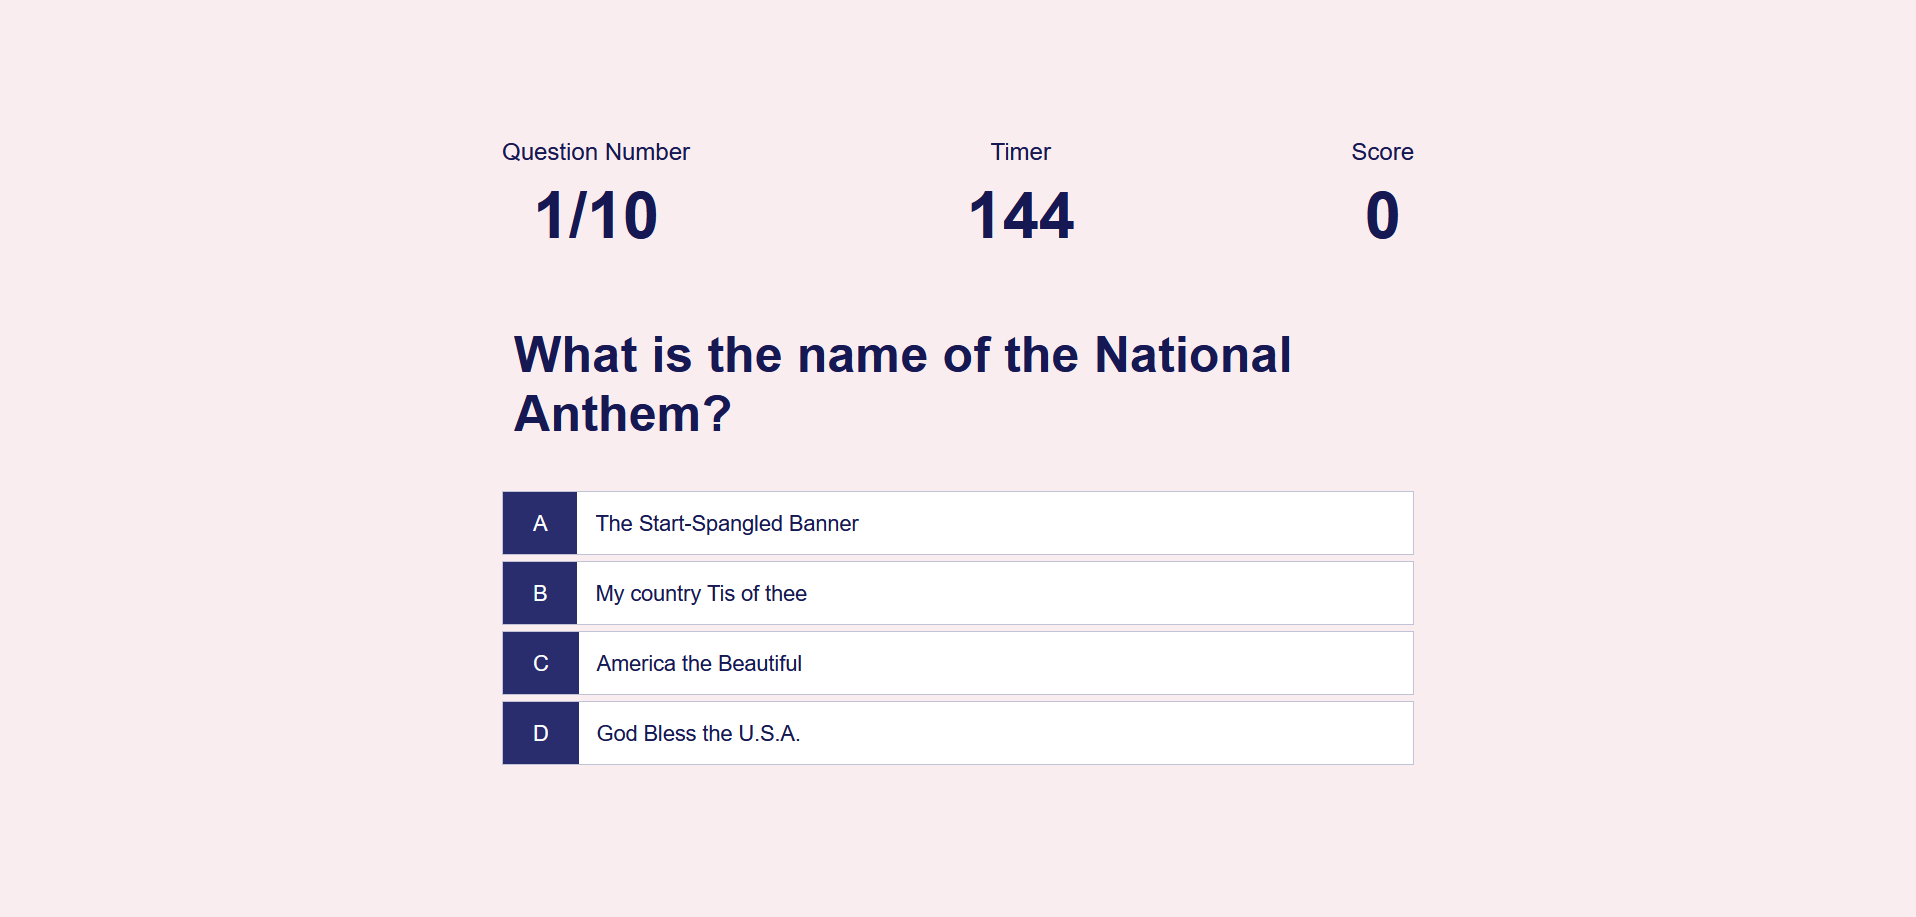 Question Number
Timer
Score
1/10
144
0
What is the name of the National
Anthem?
A
The Start-Spangled Banner
B
My country Tis of thee
C
America the Beautiful
D
God Bless the U.S.A.